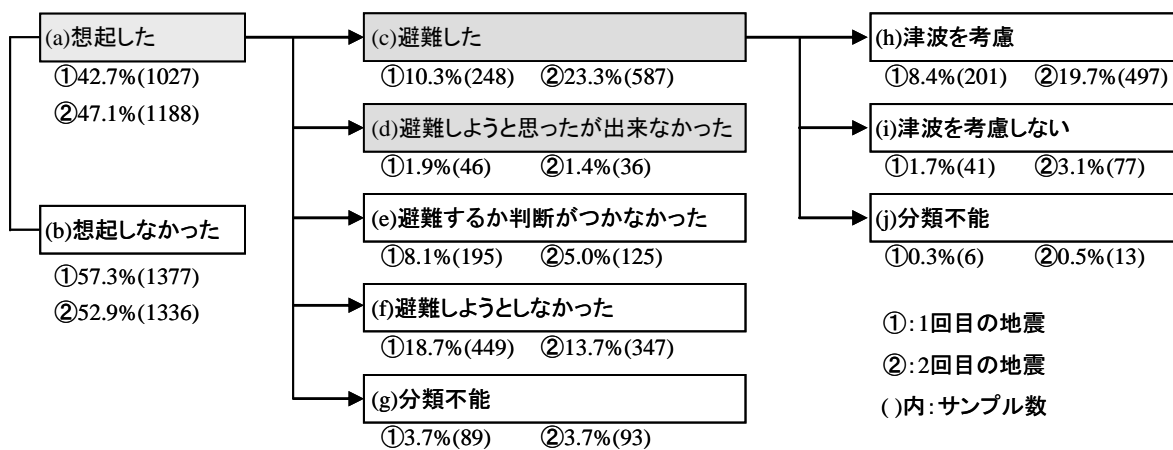 (a)想起した
①42.7%(1027)
②47.1%(1188)
(b)想起しなかった
①57.3%(1377)
②52.9%(1336)
(c)避難した
①10.3%(248) ②23.3%(587)
(d)避難しようと思ったが出来なかった
①1.9%(46) ②1.4%(36)
(e)避難するか判断がつかなかった
①8.1%(195) ②5.0%(125)
(f)避難しようとしなかった
①18.7%(449) ②13.7%(347)
(g)分類不能
①3.7%(89) ②3.7%(93)
(h)津波を考慮
①8.4%(201) ②19.7%(497)
(i)津波を考慮しない
①1.7%(41) ②3.1%(77)
(j)分類不能
①0.3%(6) ②0.5%(13)
①:1回目の地震
②:2回目の地震
( )内:サンプル数